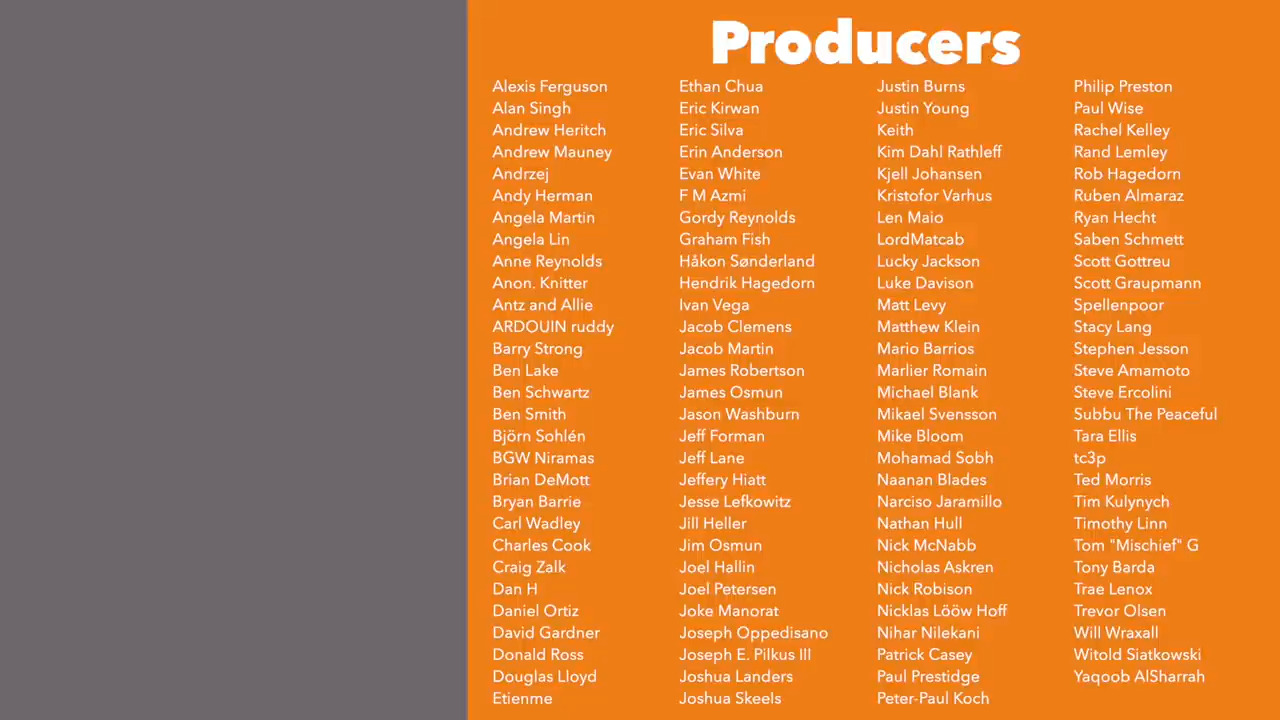 Producers
Alexis Ferguson
Alan Singh
Andrew Heritch
Andrew Mauney
Andrzej
Andy Herman
Angela Martin
Angela Lin
Anne Reynolds
Anon. Knitter
Antz and Allie
ARDOUIN ruddy
Barry Strong
Ben Lake
Ben Schwartz
Ben Smith
Björn Sohlén
BGW Niramas
Brian DeMott
Bryan Barrie
Carl Wadley
Charles Cook
Craig Zalk
Dan H
Daniel Ortiz
David Gardner
Donald Ross
Douglas Lloyd
Etienme
Ethan Chua
Eric Kirwan
Eric Silva
Erin Anderson
Evan White
F M Azmi
Gordy Reynolds
Graham Fish
Håkon Sønderland
Hendrik Hagedorn
Ivan Vega
Jacob Clemens
Jacob Martin
James Robertson
James Osmun
Jason Washburn
Jeff Forman
Jeff Lane
Jeffery Hiatt
Jesse Lefkowitz
Jill Heller
Jim Osmun
Joel Hallin
Joel Petersen
Joke Manorat
Joseph Oppedisano
Joseph E. Pilkus III
Joshua Landers
Joshua Skeels
Justin Burns
Justin Young
Keith
Kim Dahl Rathleff
Kjell Johansen
Kristofor Varhus
Len Maio
LordMatcab
Lucky Jackson
Luke Davison
Matt Levy
Matthew Klein
Mario Barrios
Marlier Romain
Michael Blank
Mikael Svensson
Mike Bloom
Mohamad Sobh
Naanan Blades
Narciso Jaramillo
Nathan Hull
Nick McNabb
Nicholas Askren
Nick Robison
Nicklas Lööw Hoff
Nihar Nilekani
Patrick Casey
Paul Prestidge
Peter-Paul Koch
Philip Preston
Paul Wise
Rachel Kelley
Rand Lemley
Rob Hagedorn
Ruben Almaraz
Ryan Hecht
Saben Schmett
Scott Gottreu
Scott Graupmann
Spellenpoor
Stacy Lang
Stephen Jesson
Steve Amamoto
Steve Ercolini
Subbu The Peaceful
Tara Ellis
tc3p
Ted Morris
Tim Kulynych
Timothy Linn
Tom "Mischief" G
Tony Barda
Trae Lenox
Trevor Olsen
Will Wraxall
Witold Siatkowski
Yaqoob AlSharrah